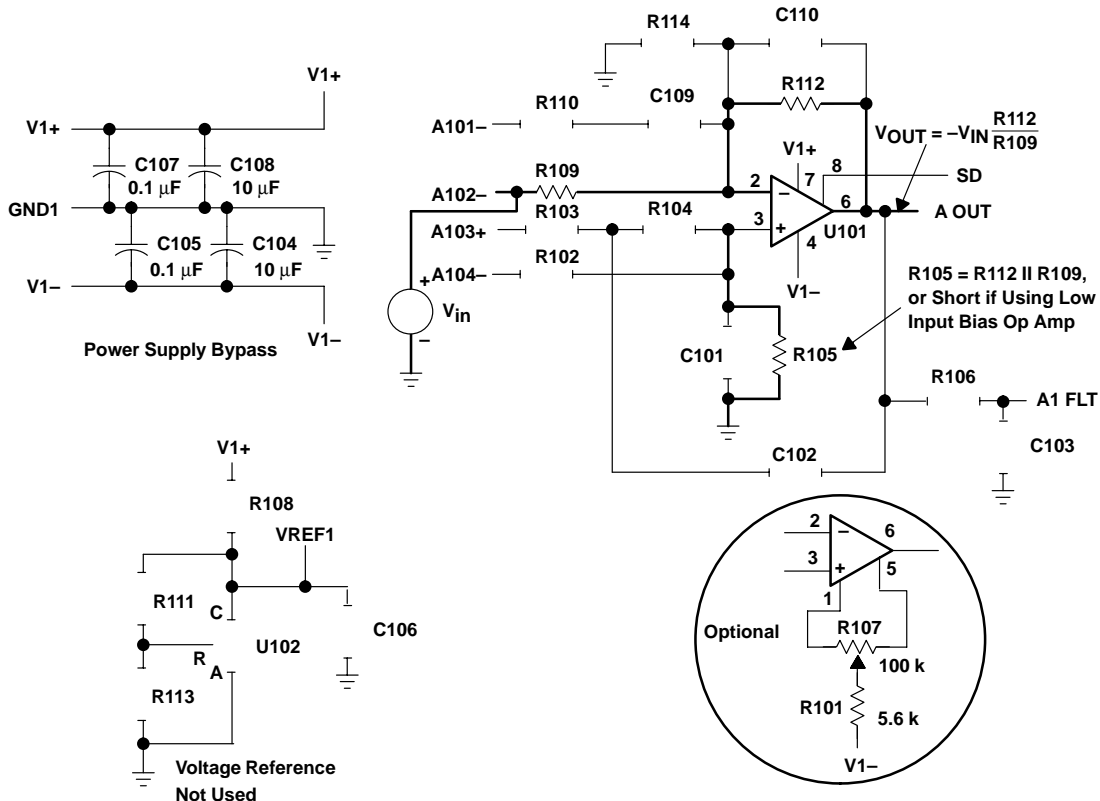 V1+
V1+
C107
0.1 μF
C108
10 μF
GND1
C105
0.1 μF
C104
10 μF
V1–
V1–
Power Supply Bypass
R114
C110
R110
C109
R112
A101–
VOUT = –VIN R112
R109
V1+
8
7
SD
A102–
R109
2
–
6
A OUT
R103
R104
3
+
U101
A103+
4
R102
A104–
V1–
+
Vin
–
R105 = R112 II R109,
or Short if Using Low
Input Bias Op Amp
C101
R105
R106
A1 FLT
C103
C102
V1+
R108
VREF1
R111
C
U102
C106
R
A
R113
Voltage Reference
Not Used
2
–
6
3
+
5
1
Optional
R107
100 k
R101
5.6 k
V1–